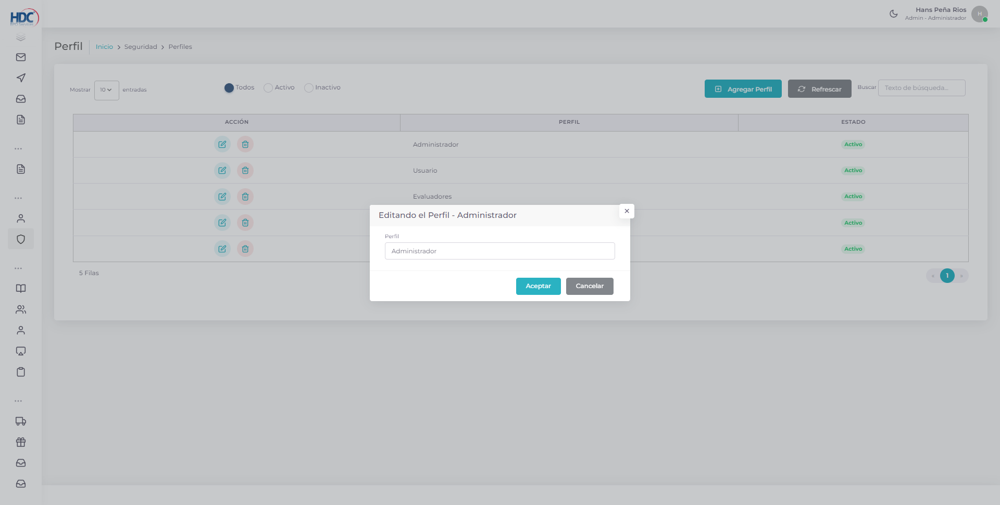 HDC
BPO Services
Hans Peña Rios
Admin - Administrador
H
Perfil
Inicio > Seguridad > Perfiles
Mostrar 10 entradas
Todos Activo Inactivo
Agregar Perfil
Refrescar
Buscar Texto de búsqueda...
ACCIÓN PERFIL ESTADO
Administrador Activo
Usuario Activo
Evaluadores Activo
Activo
Activo
Editando el Perfil - Administrador
×
Perfil
Administrador
Aceptar Cancelar
5 Filas
« 1 »